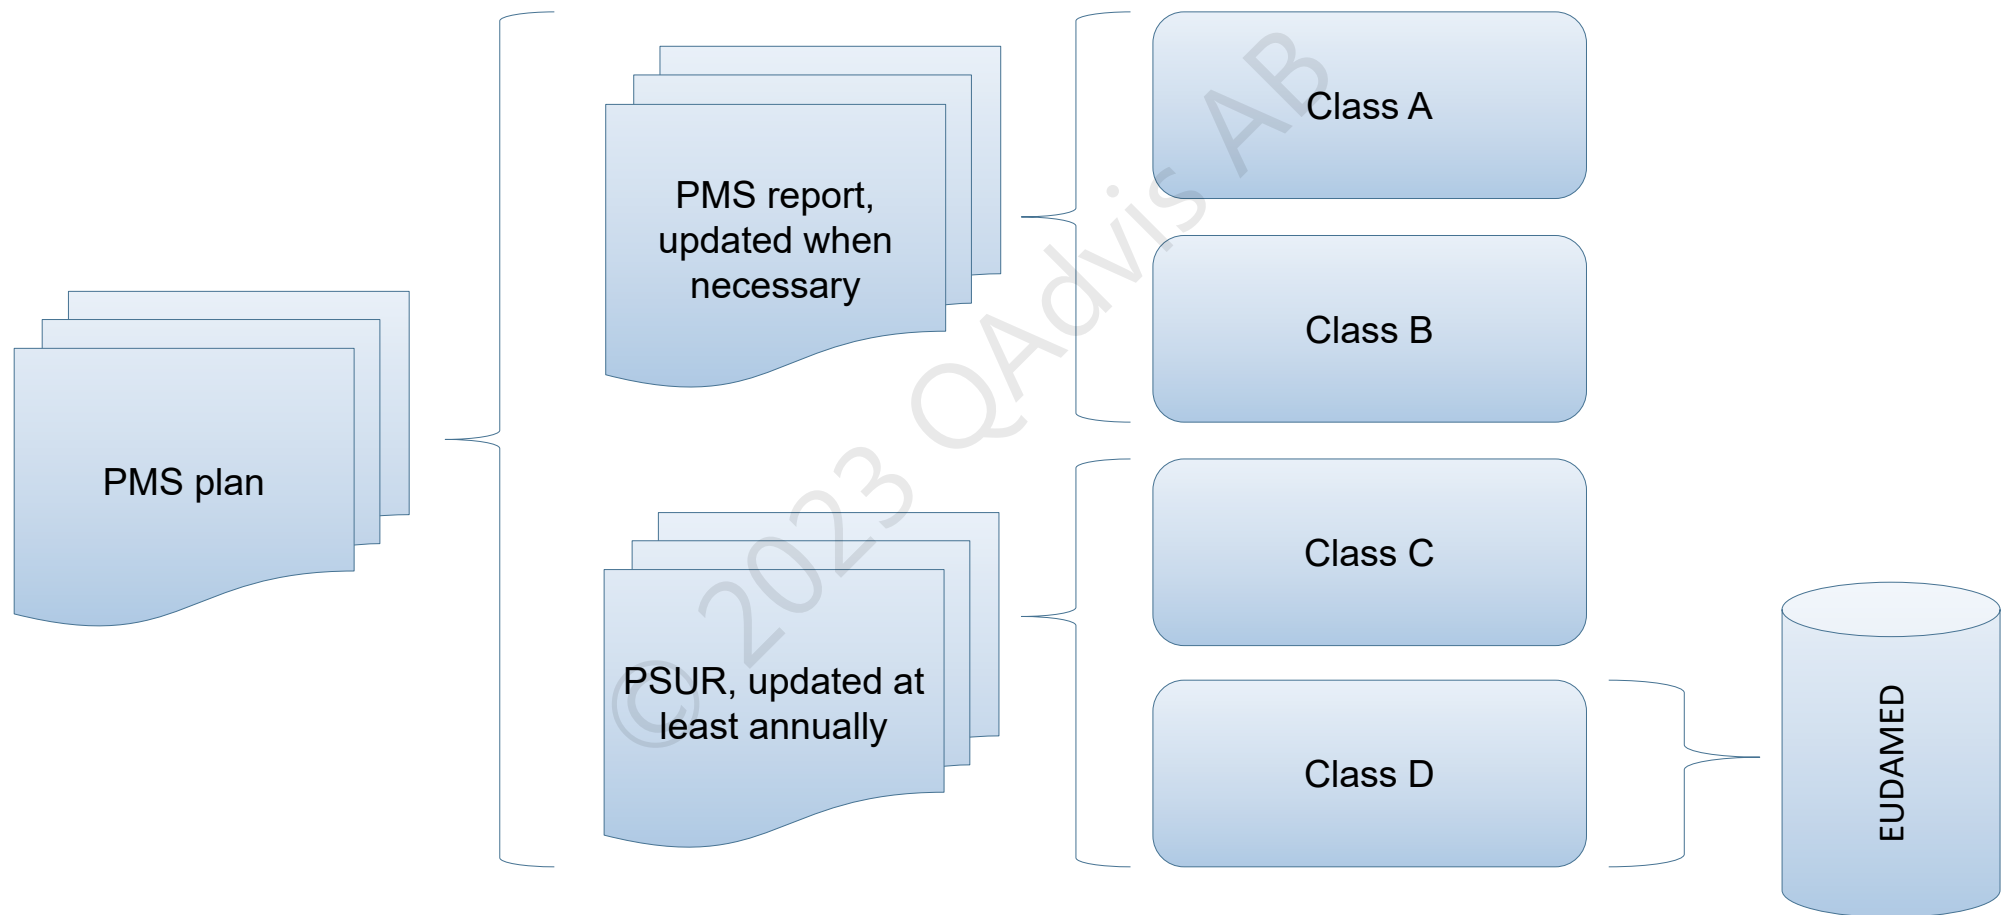 PMS plan
PMS report,
updated when
necessary
PSUR, updated at
least annually
Class A
Class B
Class C
Class D
EUDAMED
© 2023 QAdvis AB